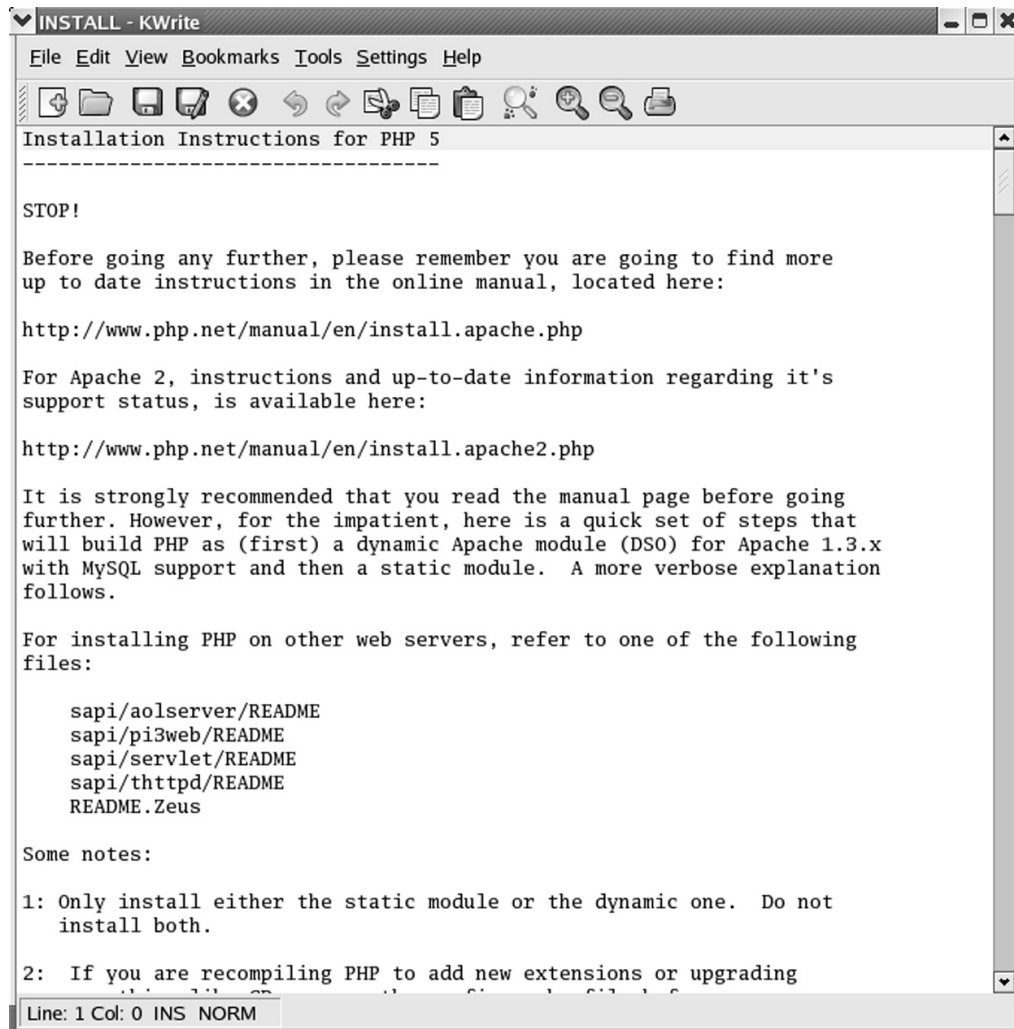 INSTALL - KWrite
File Edit View Bookmarks Tools Settings Help
Installation Instructions for PHP 5
-----------------------------------
STOP!
Before going any further, please remember you are going to find more
up to date instructions in the online manual, located here:
http://www.php.net/manual/en/install.apache.php
For Apache 2, instructions and up-to-date information regarding it's
support status, is available here:
http://www.php.net/manual/en/install.apache2.php
It is strongly recommended that you read the manual page before going
further. However, for the impatient, here is a quick set of steps that
will build PHP as (first) a dynamic Apache module (DSO) for Apache 1.3.x
with MySQL support and then a static module.  A more verbose explanation
follows.
For installing PHP on other web servers, refer to one of the following
files:
sapi/aolserver/README
sapi/pi3web/README
sapi/servlet/README
sapi/thttpd/README
README.Zeus
Some notes:
1: Only install either the static module or the dynamic one.  Do not
install both.
2:  If you are recompiling PHP to add new extensions or upgrading
Line: 1 Col: 0 INS NORM